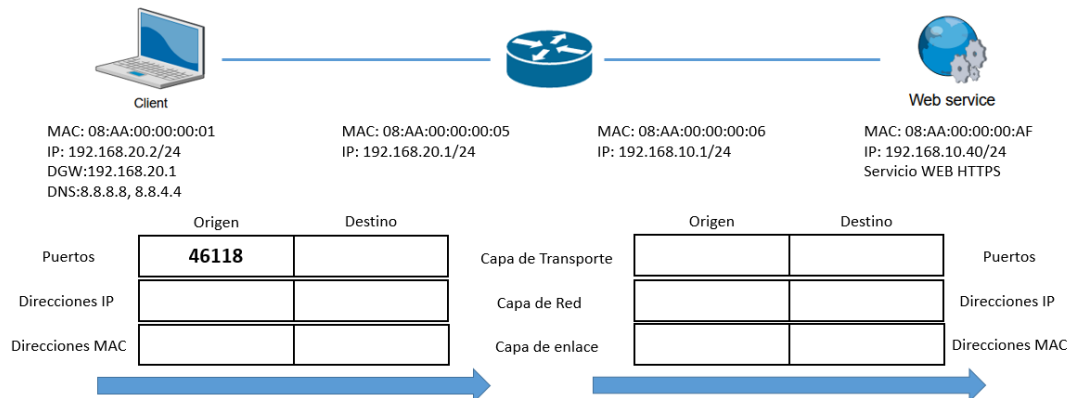 Client
Web service
MAC: 08:AA:00:00:00:01
IP: 192.168.20.2/24
DGW:192.168.20.1
DNS:8.8.8.8, 8.8.4.4
MAC: 08:AA:00:00:00:05
IP: 192.168.20.1/24
MAC: 08:AA:00:00:00:06
IP: 192.168.10.1/24
MAC: 08:AA:00:00:00:AF
IP: 192.168.10.40/24
Servicio WEB HTTPS
Origen Destino Origen Destino
Puertos 46118 Capa de Transporte Puertos
Direcciones IP Capa de Red Direcciones IP
Direcciones MAC Capa de enlace Direcciones MAC